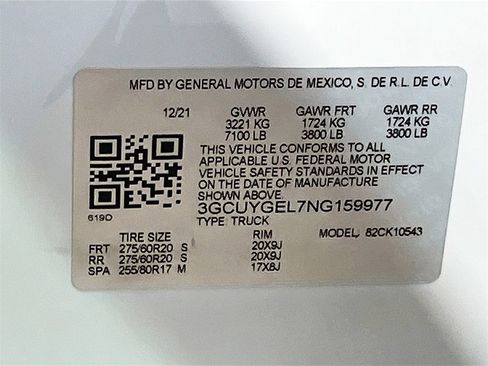 MFD BY GENERAL MOTORS DE MEXICO, S. DE R.L. DE C.V.
12/21 GVWR GAWR FRT GAWR RR
3221 KG 1724 KG 1724 KG
7100 LB 3800 LB 3800 LB
THIS VEHICLE CONFORMS TO ALL
APPLICABLE U.S. FEDERAL MOTOR
VEHICLE SAFETY STANDARDS IN EFFECT
ON THE DATE OF MANUFACTURE
619D 3GCUYGEL7NG159977
TYPE: TRUCK
TIRE SIZE RIM MODEL: 82CK10543
FRT 275/60R20 S 20X9J
RR 275/60R20 S 20X9J
SPA 255/80R17 M 17X8J